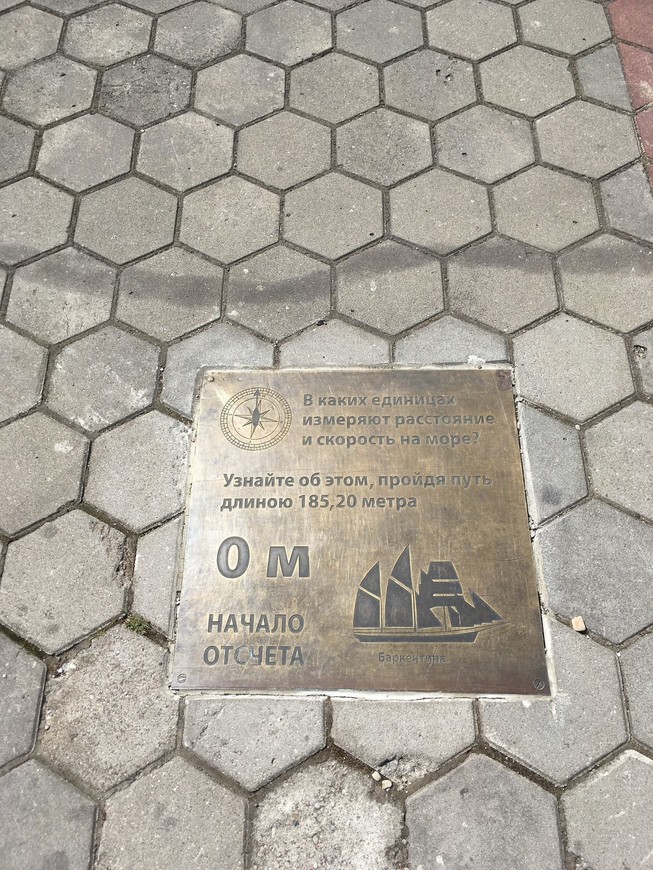 В каких единицах
измеряют расстояние
и скорость на море?
Узнайте об этом, пройдя путь
длиною 185,20 метра
0 м
НАЧАЛО
ОТСЧЕТА
Баркентина